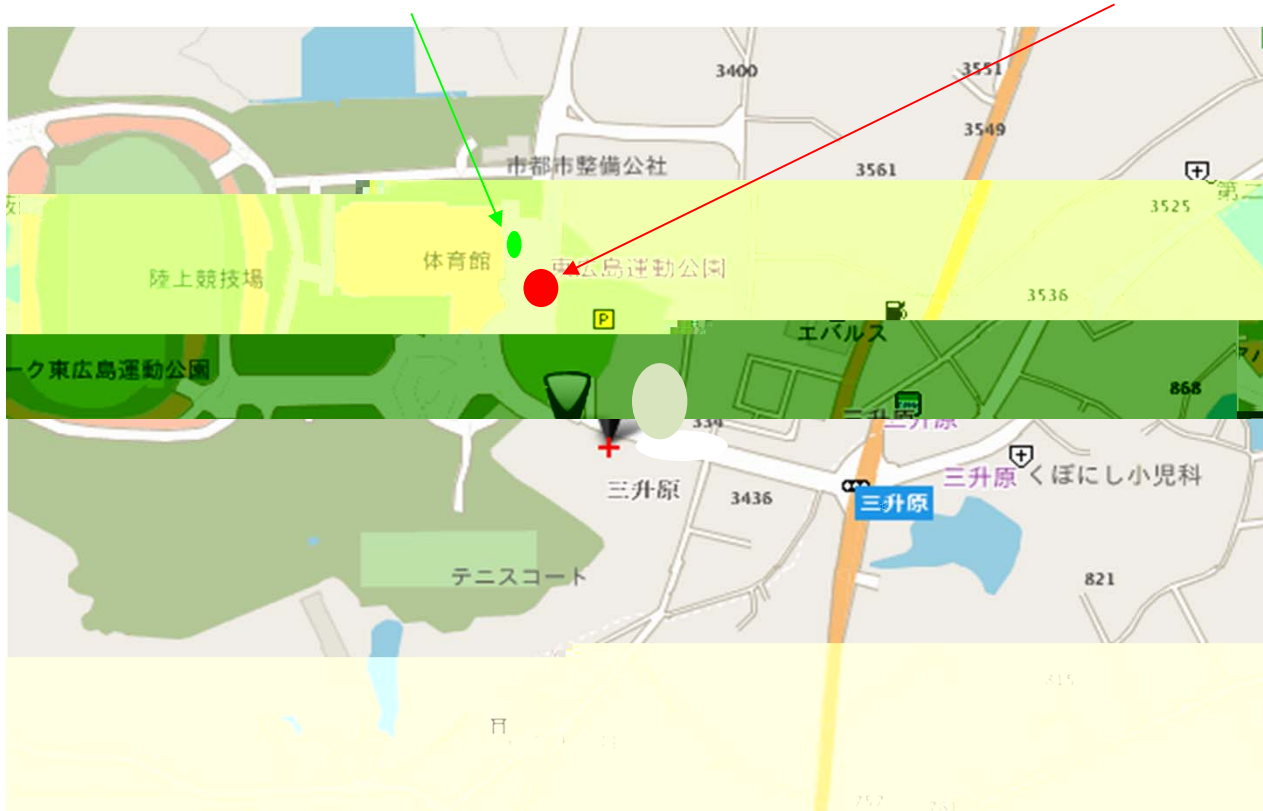 3400
3551
3549
市都市整備公社
3561
第二
3525
体育館
東広島運動公園
陸上競技場
3536
P
エバルス
ーク東広島運動公園
868
三升原
334
三升原
くぼにし小児科
三升原
3436
三升原
テニスコート
821
315